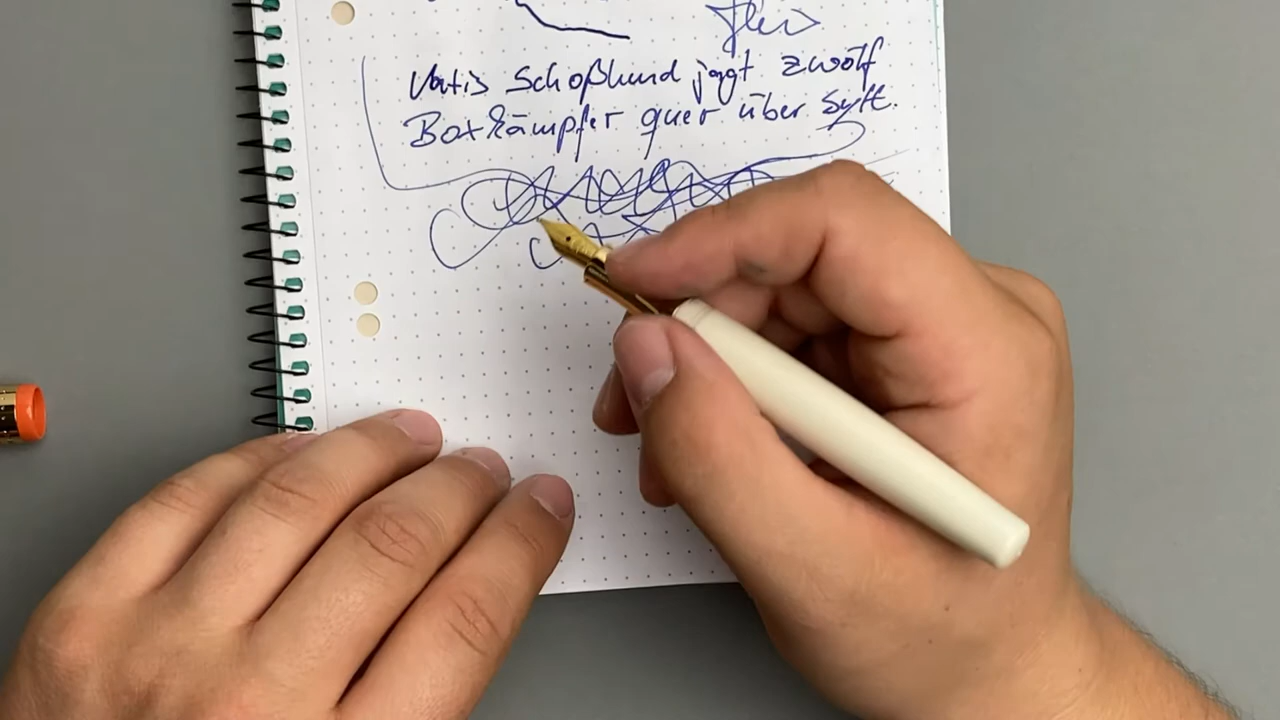 Vatis Schoßhund jagt zwölf
Boxkämpfer quer über Sylt.